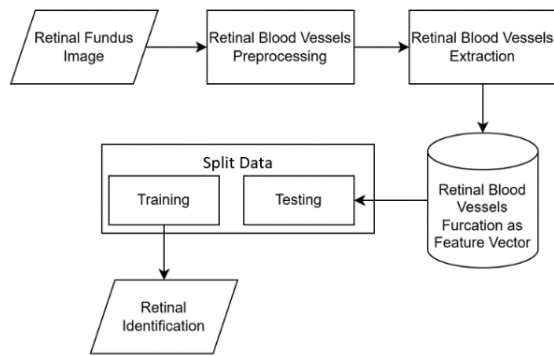 Retinal Fundus
Image
Retinal Blood Vessels
Preprocessing
Retinal Blood Vessels
Extraction
Retinal Blood
Vessels
Furcation as
Feature Vector
Split Data
Training
Testing
Retinal
Identification